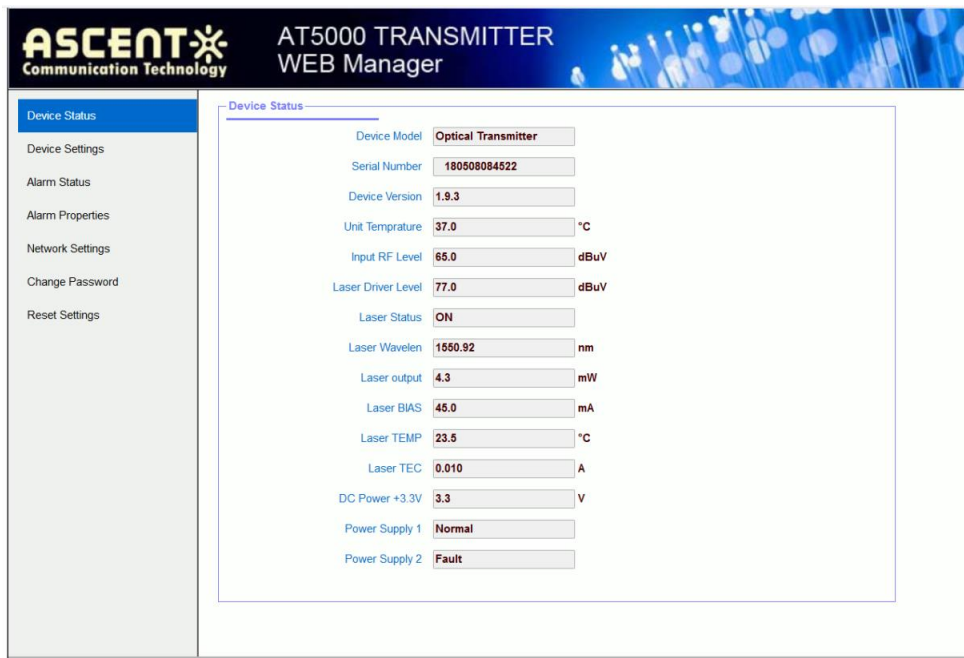 ASCENT
Communication Technology
AT5000 TRANSMITTER
WEB Manager
Device Status
Device Settings
Alarm Status
Alarm Properties
Network Settings
Change Password
Reset Settings
Device Status
Device Model Optical Transmitter
Serial Number 180508084522
Device Version 1.9.3
Unit Temprature 37.0 °C
Input RF Level 65.0 dBuV
Laser Driver Level 77.0 dBuV
Laser Status ON
Laser Wavelen 1550.92 nm
Laser output 4.3 mW
Laser BIAS 45.0 mA
Laser TEMP 23.5 °C
Laser TEC 0.010 A
DC Power +3.3V 3.3 V
Power Supply 1 Normal
Power Supply 2 Fault